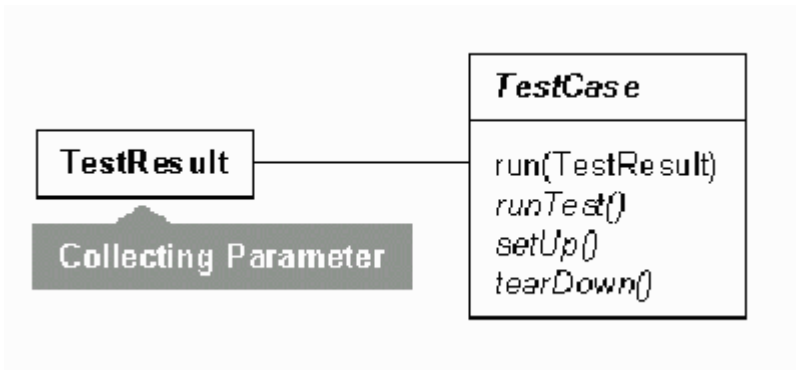 TestResult
Collecting Parameter
TestCase
run(TestResult)
runTest()
setUp()
tearDown()